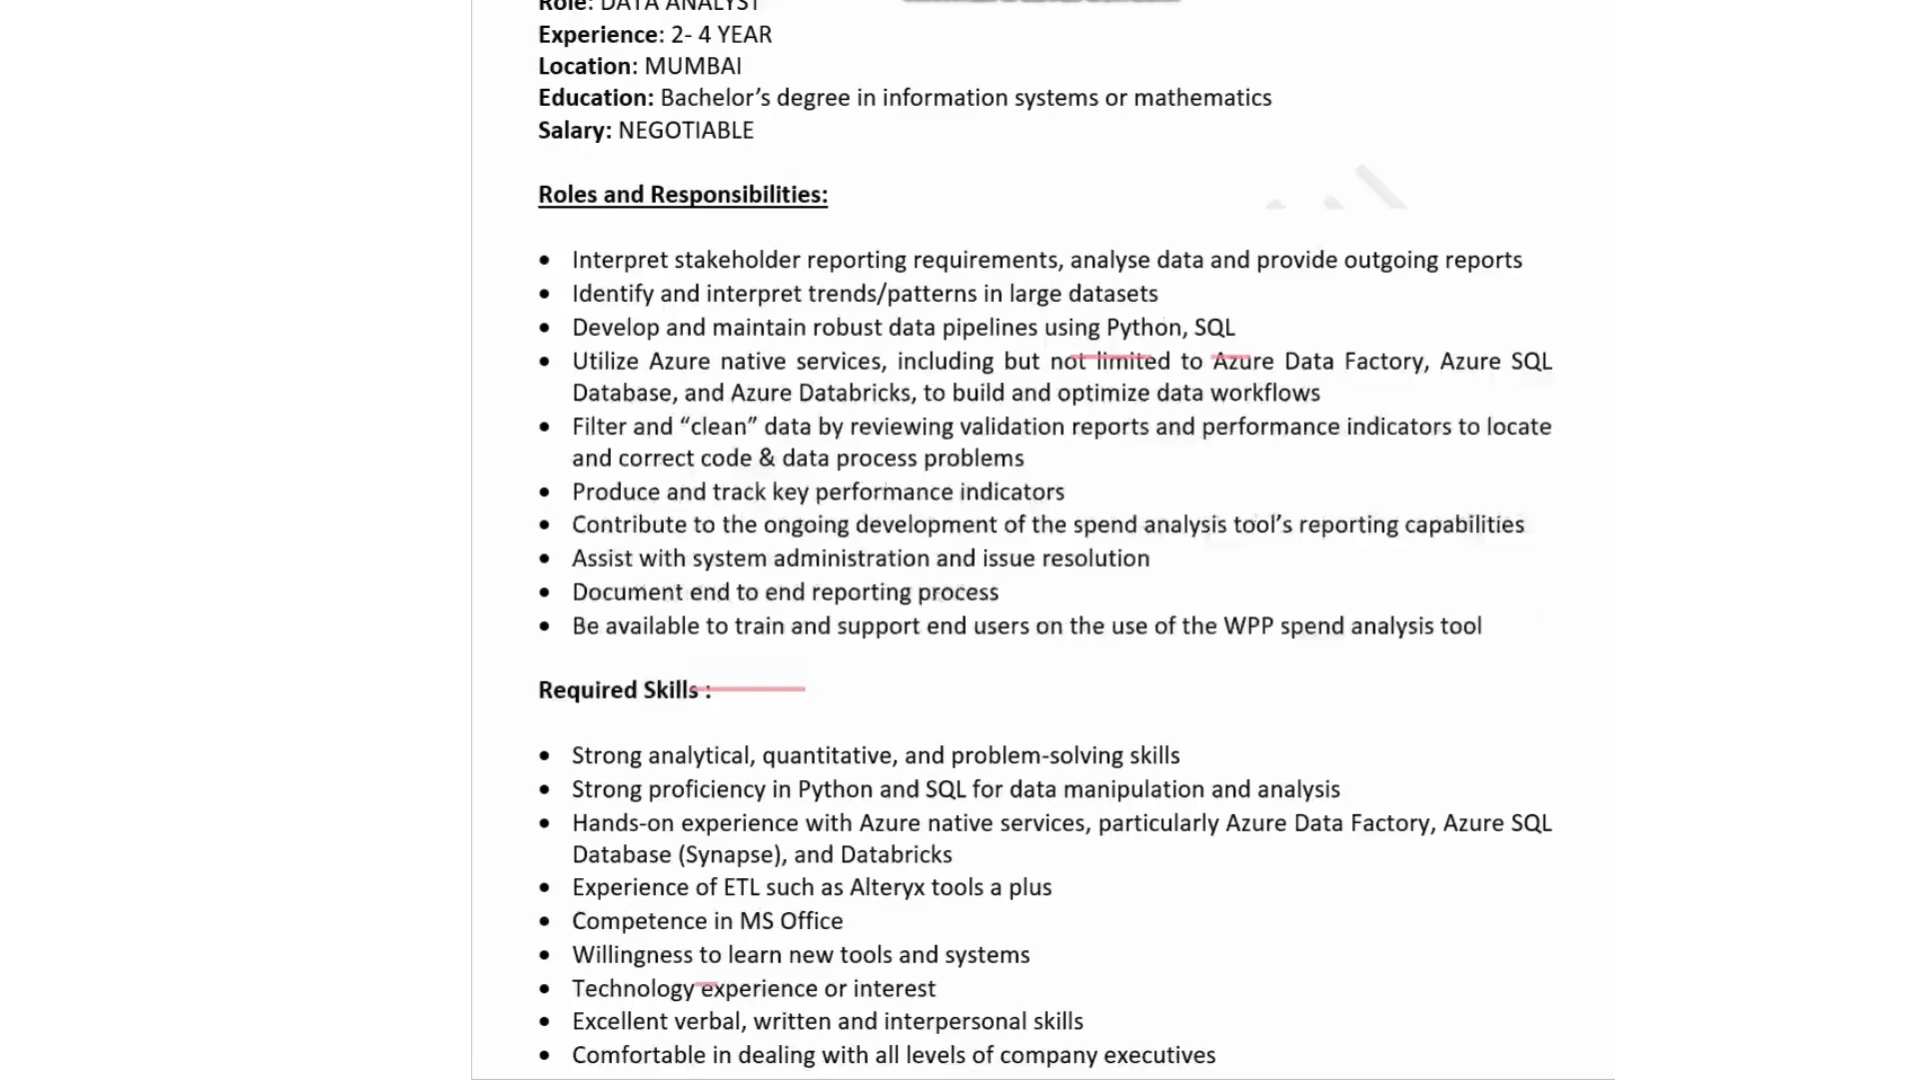 Role: DATA ANALYST
Experience: 2- 4 YEAR
Location: MUMBAI
Education: Bachelor’s degree in information systems or mathematics
Salary: NEGOTIABLE
Roles and Responsibilities:
• Interpret stakeholder reporting requirements, analyse data and provide outgoing reports
• Identify and interpret trends/patterns in large datasets
• Develop and maintain robust data pipelines using Python, SQL
• Utilize Azure native services, including but not limited to Azure Data Factory, Azure SQL
Database, and Azure Databricks, to build and optimize data workflows
• Filter and “clean” data by reviewing validation reports and performance indicators to locate
and correct code & data process problems
• Produce and track key performance indicators
• Contribute to the ongoing development of the spend analysis tool’s reporting capabilities
• Assist with system administration and issue resolution
• Document end to end reporting process
• Be available to train and support end users on the use of the WPP spend analysis tool
Required Skills :
• Strong analytical, quantitative, and problem-solving skills
• Strong proficiency in Python and SQL for data manipulation and analysis
• Hands-on experience with Azure native services, particularly Azure Data Factory, Azure SQL
Database (Synapse), and Databricks
• Experience of ETL such as Alteryx tools a plus
• Competence in MS Office
• Willingness to learn new tools and systems
• Technology experience or interest
• Excellent verbal, written and interpersonal skills
• Comfortable in dealing with all levels of company executives